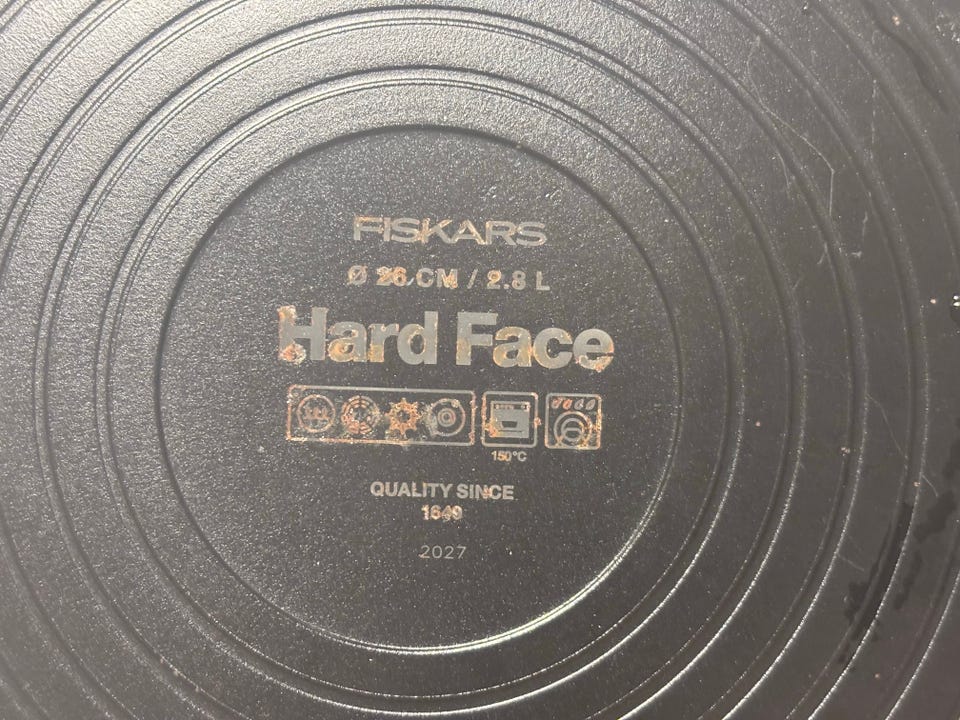 FISKARS
Ø 26 CM / 2.8 L
Hard Face
150°C
QUALITY SINCE
1649
2027